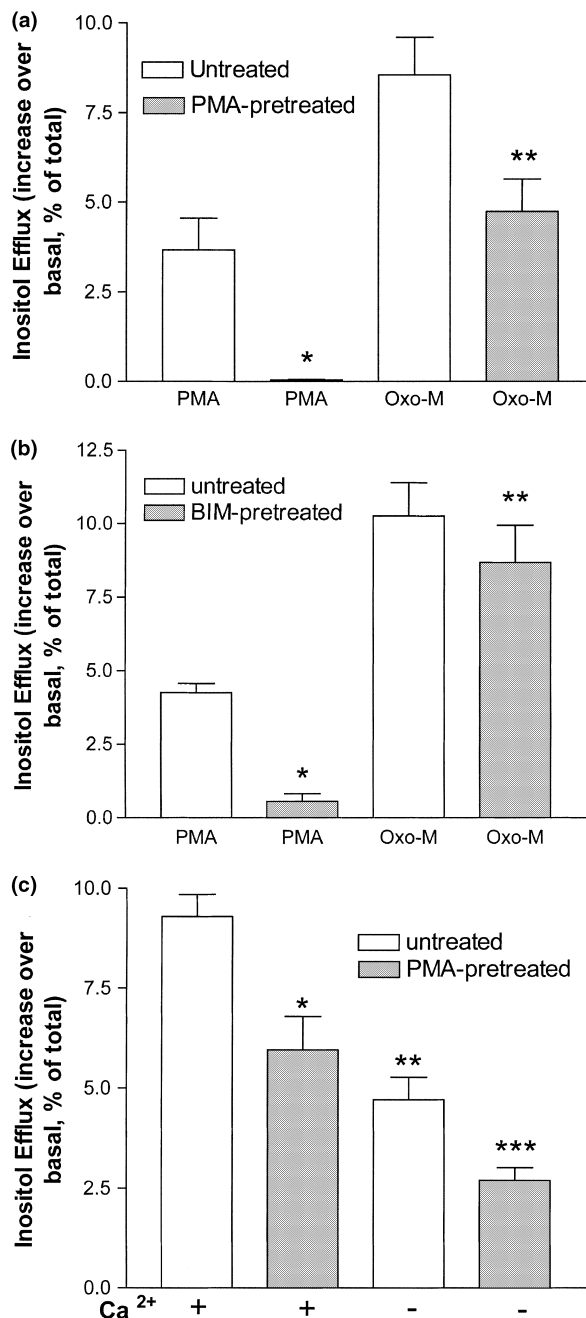 (a)
Inositol Efflux (increase over
basal, % of total)
10.0
7.5
5.0
2.5
0.0
Untreated
PMA-pretreated
*
**
PMA PMA Oxo-M Oxo-M
(b)
Inositol Efflux (increase over
basal, % of total)
12.5
10.0
7.5
5.0
2.5
0.0
untreated
BIM-pretreated
*
**
PMA PMA Oxo-M Oxo-M
(c)
Inositol Efflux (increase over
basal, % of total)
10.0
7.5
5.0
2.5
0.0
untreated
PMA-pretreated
*
**
***
Ca 2+ + + - -